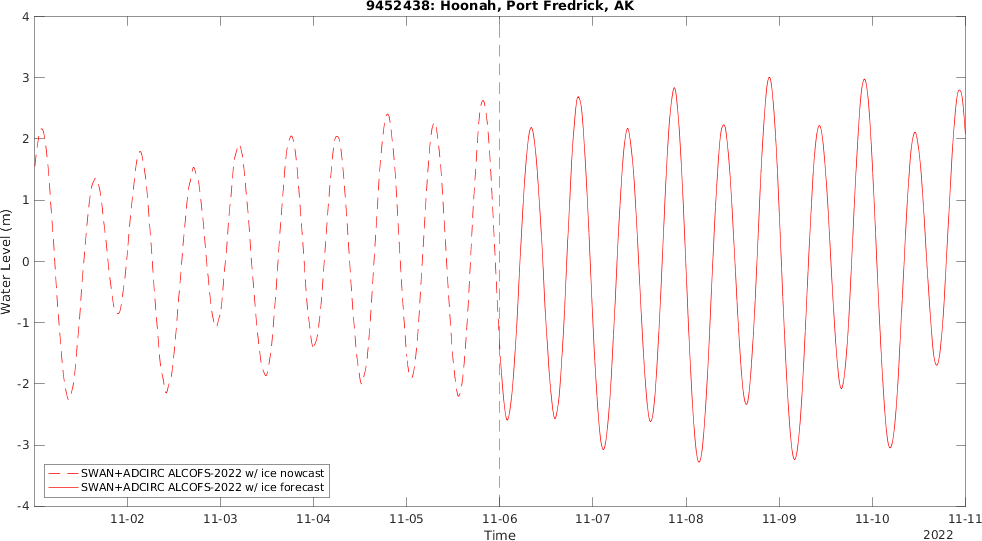 9452438: Hoonah, Port Fredrick, AK
4
3
2
1
0
-1
-2
-3
-4
Water Level (m)
SWAN+ADCIRC ALCOFS-2022 w/ ice nowcast
SWAN+ADCIRC ALCOFS-2022 w/ ice forecast
11-02 11-03 11-04 11-05 11-06 11-07 11-08 11-09 11-10 11-11
Time
2022